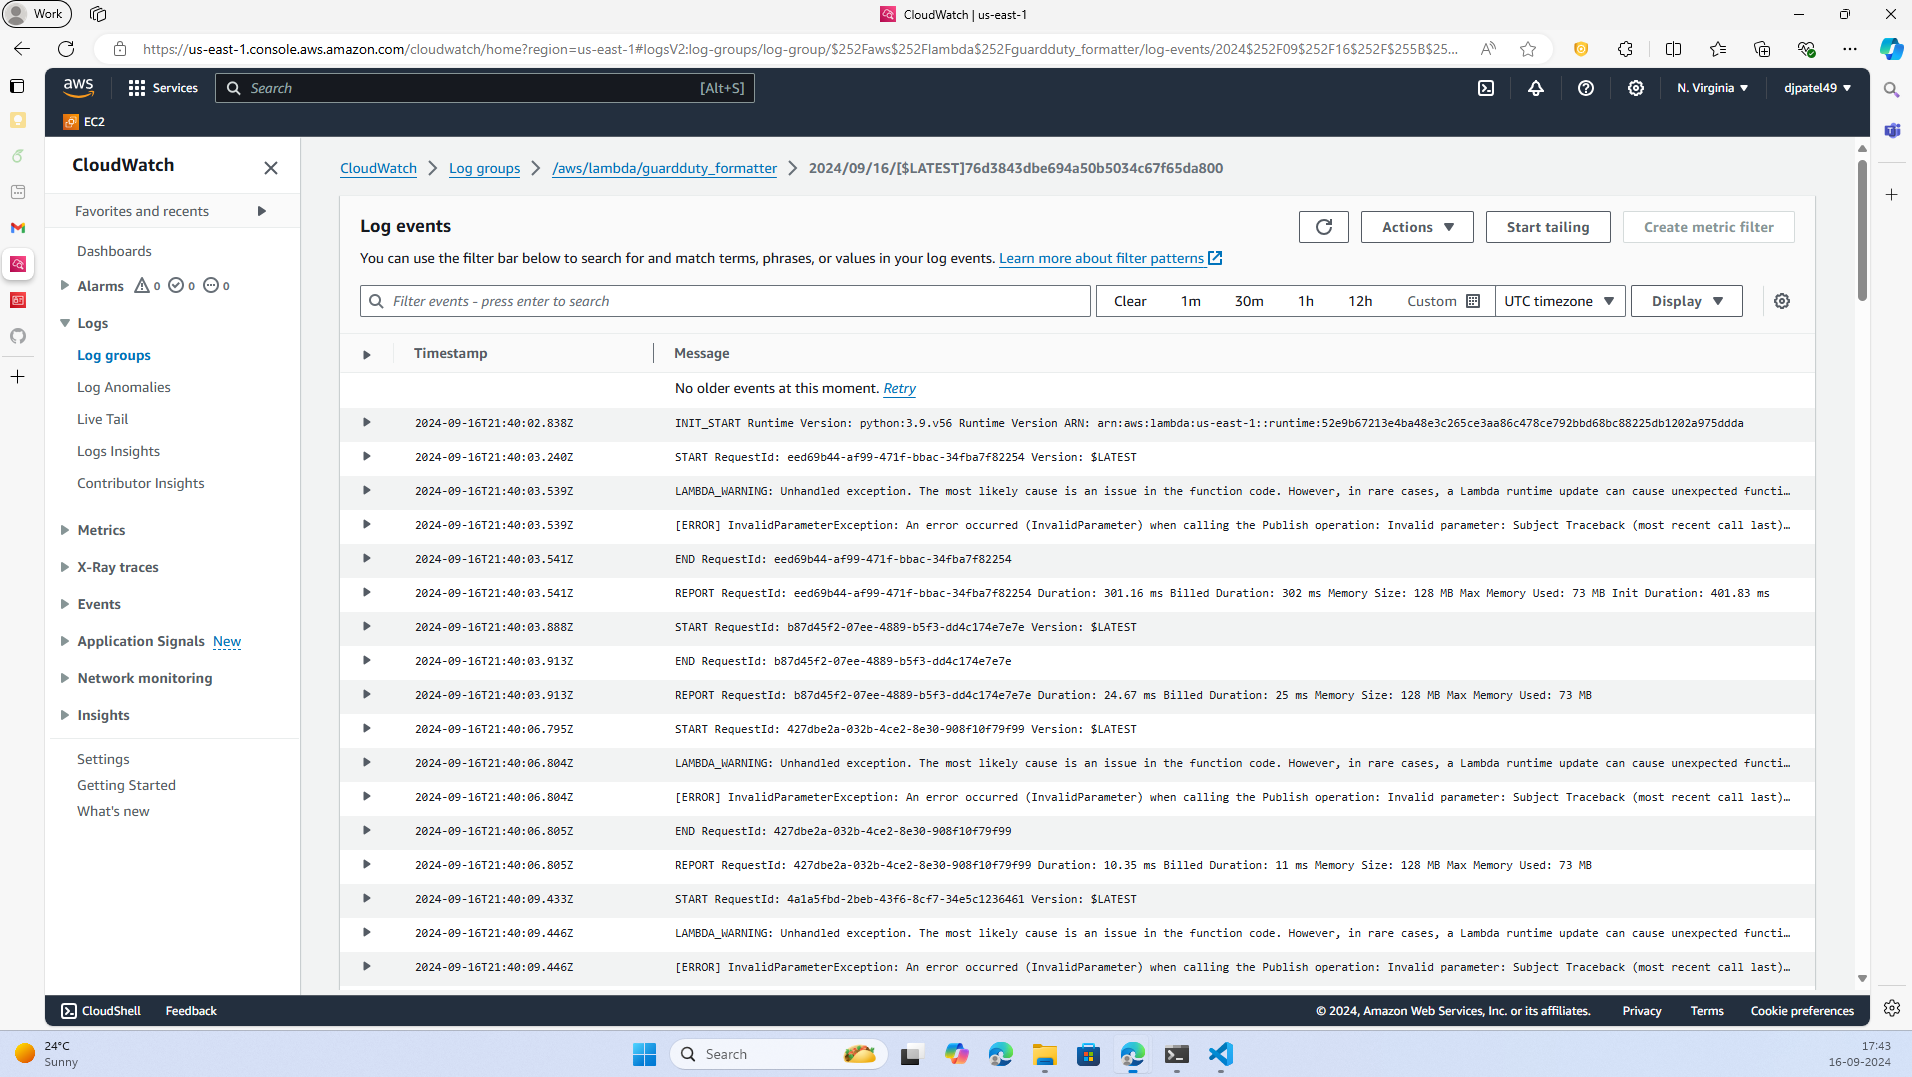 Work
CloudWatch | us-east-1
https://us-east-1.console.aws.amazon.com/cloudwatch/home?region=us-east-1#logsV2:log-groups/log-group/$252Faws$252Flambda$252Fguardduty_formatter/log-events/2024$252F09$252F16$252F$255B$25...
aws
Services
Search
[Alt+S]
N. Virginia
djpatel49
EC2
CloudWatch
Favorites and recents
Dashboards
Alarms 0 0 0
Logs
Log groups
Log Anomalies
Live Tail
Logs Insights
Contributor Insights
Metrics
X-Ray traces
Events
Application Signals New
Network monitoring
Insights
Settings
Getting Started
What's new
CloudWatch
Log groups
/aws/lambda/guardduty_formatter
2024/09/16/[$LATEST]76d3843dbe694a50b5034c67f65da800
Log events
Actions
Start tailing
Create metric filter
You can use the filter bar below to search for and match terms, phrases, or values in your log events. Learn more about filter patterns
Filter events - press enter to search
Clear 1m 30m 1h 12h Custom UTC timezone Display
Timestamp Message
No older events at this moment. Retry
2024-09-16T21:40:02.838Z INIT_START Runtime Version: python:3.9.v56 Runtime Version ARN: arn:aws:lambda:us-east-1::runtime:52e9b67213e4ba48e3c265ce3aa86c478ce792bbd68bc88225db1202a975ddda
2024-09-16T21:40:03.240Z START RequestId: eed69b44-af99-471f-bbac-34fba7f82254 Version: $LATEST
2024-09-16T21:40:03.539Z LAMBDA_WARNING: Unhandled exception. The most likely cause is an issue in the function code. However, in rare cases, a Lambda runtime update can cause unexpected functi…
2024-09-16T21:40:03.539Z [ERROR] InvalidParameterException: An error occurred (InvalidParameter) when calling the Publish operation: Invalid parameter: Subject Traceback (most recent call last)…
2024-09-16T21:40:03.541Z END RequestId: eed69b44-af99-471f-bbac-34fba7f82254
2024-09-16T21:40:03.541Z REPORT RequestId: eed69b44-af99-471f-bbac-34fba7f82254 Duration: 301.16 ms Billed Duration: 302 ms Memory Size: 128 MB Max Memory Used: 73 MB Init Duration: 401.83 ms
2024-09-16T21:40:03.888Z START RequestId: b87d45f2-07ee-4889-b5f3-dd4c174e7e7e Version: $LATEST
2024-09-16T21:40:03.913Z END RequestId: b87d45f2-07ee-4889-b5f3-dd4c174e7e7e
2024-09-16T21:40:03.913Z REPORT RequestId: b87d45f2-07ee-4889-b5f3-dd4c174e7e7e Duration: 24.67 ms Billed Duration: 25 ms Memory Size: 128 MB Max Memory Used: 73 MB
2024-09-16T21:40:06.795Z START RequestId: 427dbe2a-032b-4ce2-8e30-908f10f79f99 Version: $LATEST
2024-09-16T21:40:06.804Z LAMBDA_WARNING: Unhandled exception. The most likely cause is an issue in the function code. However, in rare cases, a Lambda runtime update can cause unexpected functi…
2024-09-16T21:40:06.804Z [ERROR] InvalidParameterException: An error occurred (InvalidParameter) when calling the Publish operation: Invalid parameter: Subject Traceback (most recent call last)…
2024-09-16T21:40:06.805Z END RequestId: 427dbe2a-032b-4ce2-8e30-908f10f79f99
2024-09-16T21:40:06.805Z REPORT RequestId: 427dbe2a-032b-4ce2-8e30-908f10f79f99 Duration: 10.35 ms Billed Duration: 11 ms Memory Size: 128 MB Max Memory Used: 73 MB
2024-09-16T21:40:09.433Z START RequestId: 4a1a5fbd-2beb-43f6-8cf7-34e5c1236461 Version: $LATEST
2024-09-16T21:40:09.446Z LAMBDA_WARNING: Unhandled exception. The most likely cause is an issue in the function code. However, in rare cases, a Lambda runtime update can cause unexpected functi…
2024-09-16T21:40:09.446Z [ERROR] InvalidParameterException: An error occurred (InvalidParameter) when calling the Publish operation: Invalid parameter: Subject Traceback (most recent call last)…
CloudShell Feedback © 2024, Amazon Web Services, Inc. or its affiliates. Privacy Terms Cookie preferences
24°C
Sunny
Search
17:43
16-09-2024